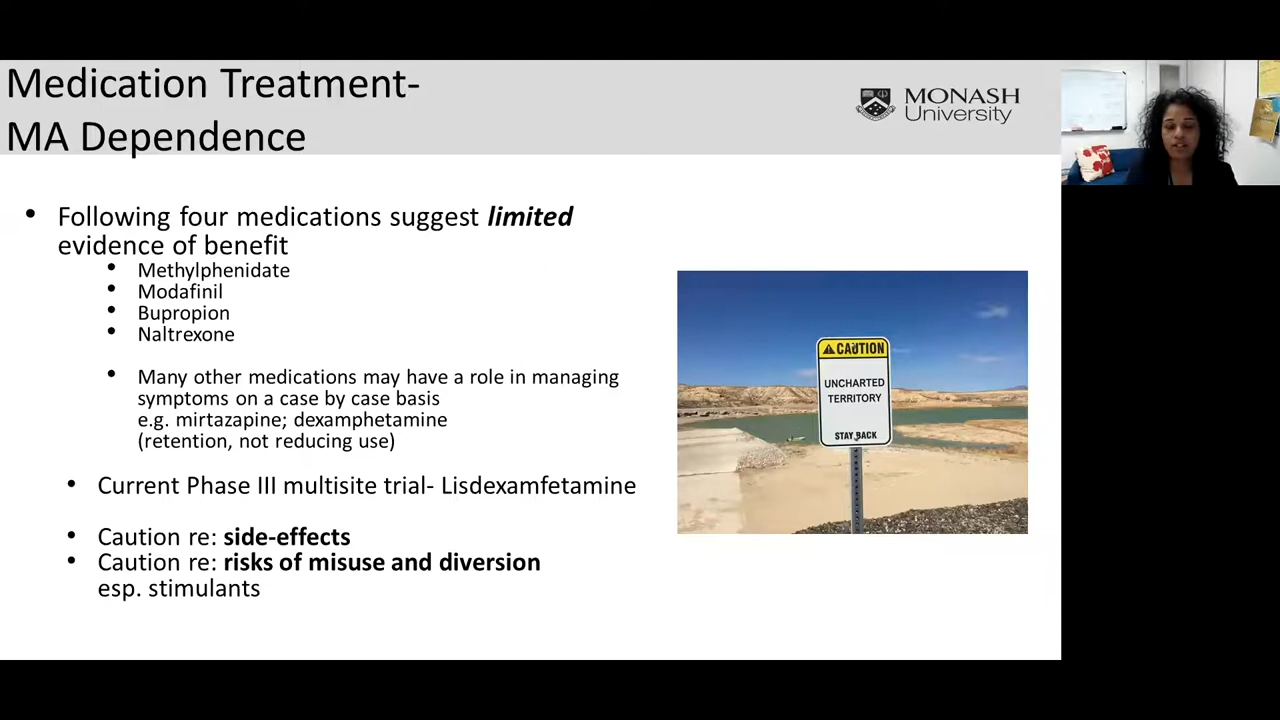 Medication Treatment-
MA Dependence
MONASH
University
• Following four medications suggest limited
evidence of benefit
• Methylphenidate
• Modafinil
• Bupropion
• Naltrexone
• Many other medications may have a role in managing
symptoms on a case by case basis
e.g. mirtazapine; dexamphetamine
(retention, not reducing use)
• Current Phase III multisite trial- Lisdexamfetamine
• Caution re: side-effects
• Caution re: risks of misuse and diversion
esp. stimulants
CAUTION
UNCHARTED
TERRITORY
STAY BACK